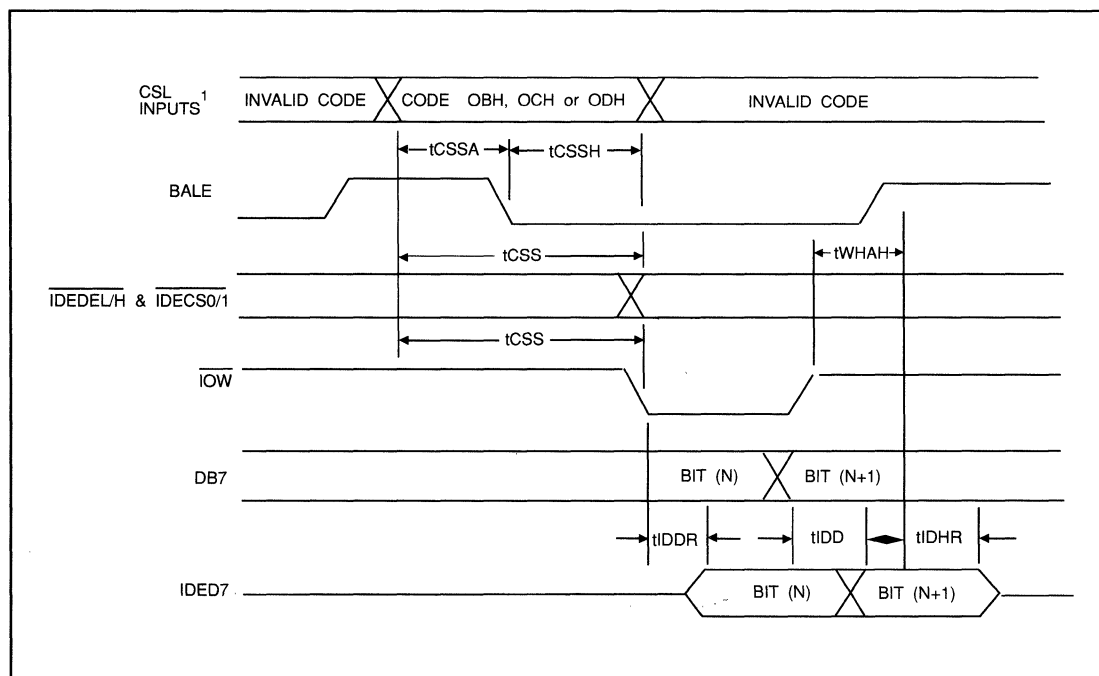 CSL
INPUTS1
INVALID CODE
CODE OBH, OCH or ODH
INVALID CODE
tCSSA
tCSSH
BALE
tCSS
tWHAH
IDEDEL/H & IDECS0/1
tCSS
IOW
DB7
BIT (N)
BIT (N+1)
tIDDR
tIDD
tIDHR
IDED7
BIT (N)
BIT (N+1)